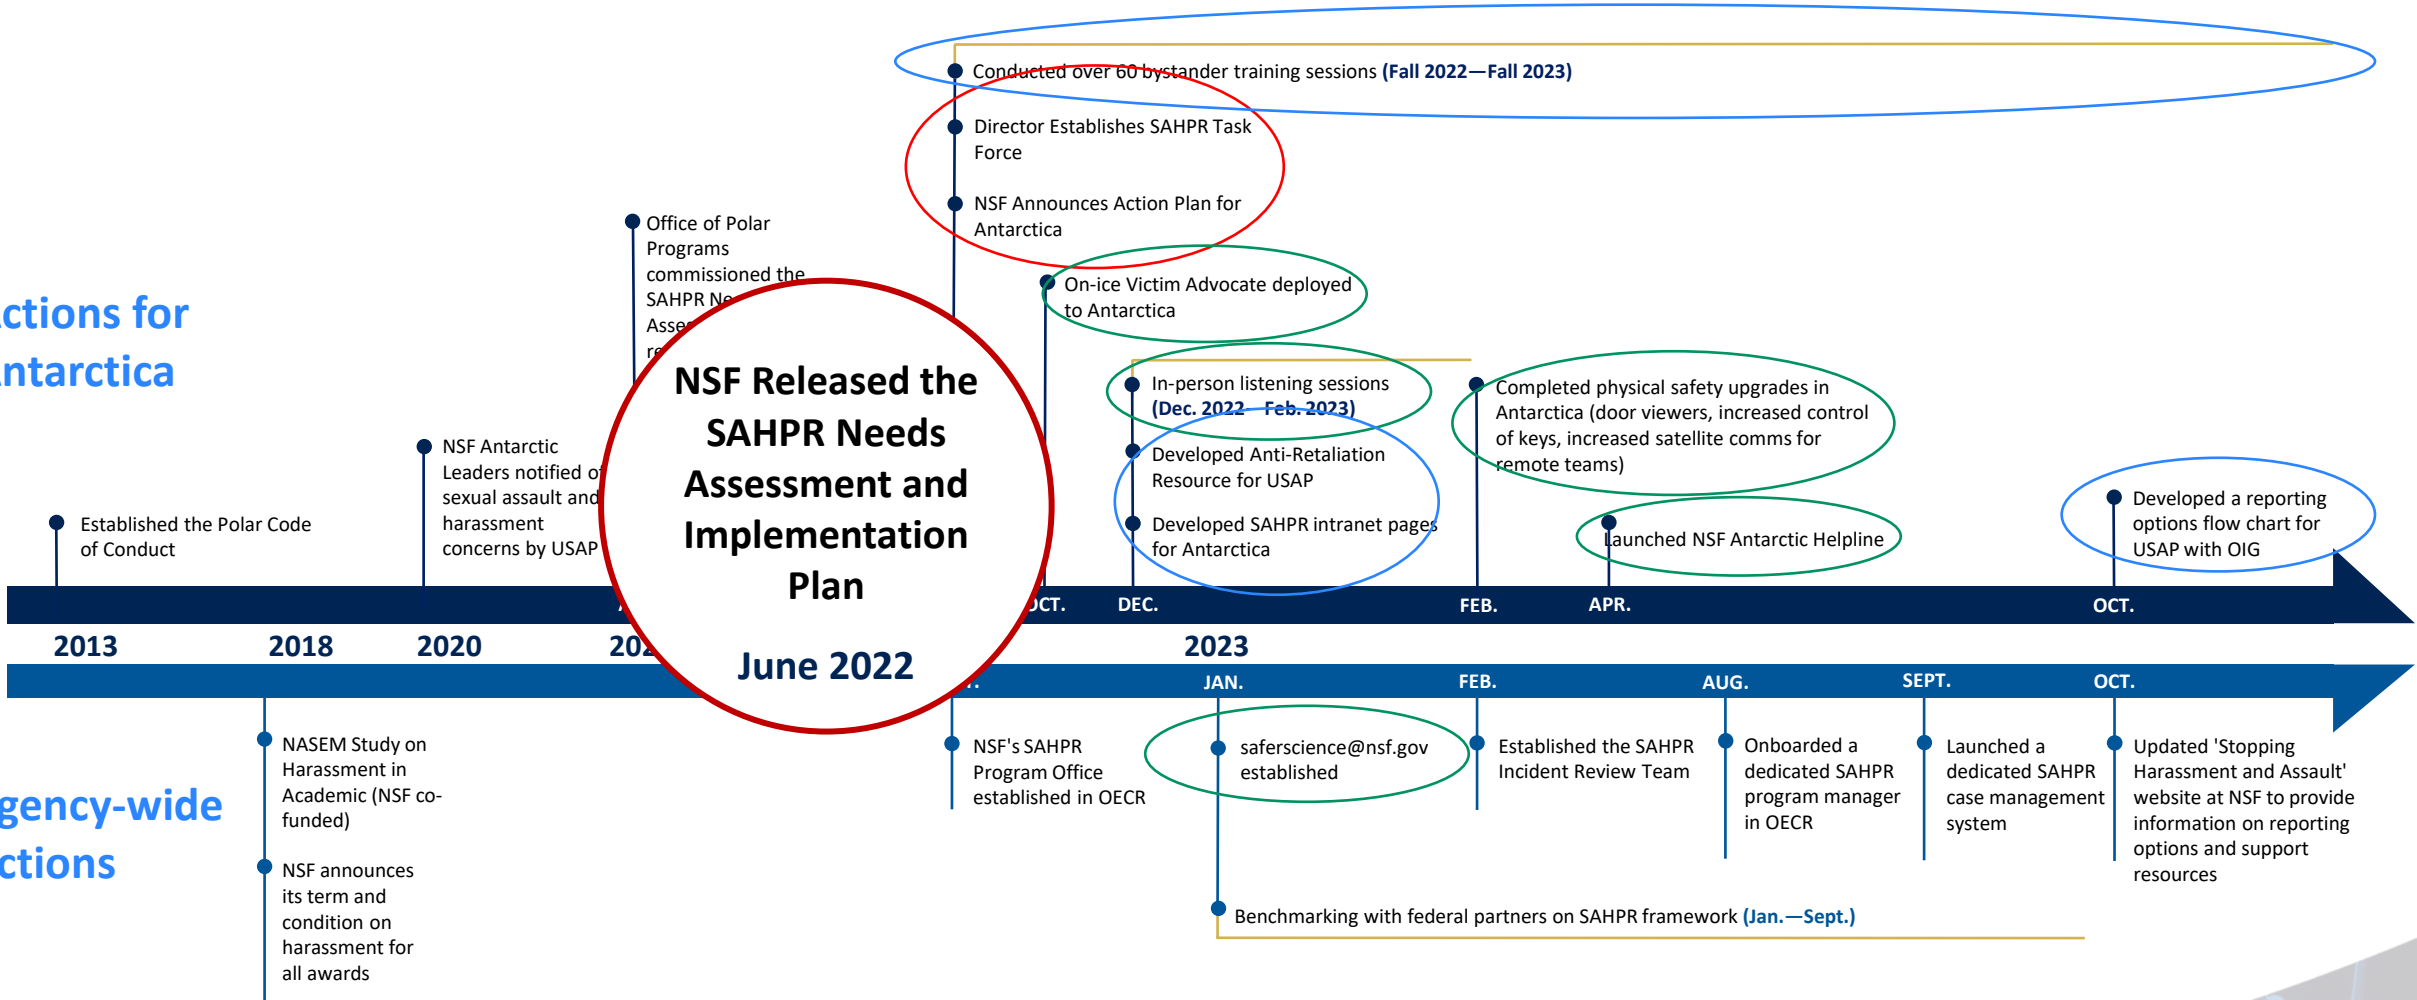 Conducted over 60 bystander training sessions (Fall 2022—Fall 2023)
Director Establishes SAHPR Task
Force
NSF Announces Action Plan for
Antarctica
Office of Polar
Programs
commissioned the
SAHPR
On-ice Victim Advocate deployed
to Antarctica
ctions for
ntarctica
NSF Released the
SAHPR Needs
Assessment and
Implementation
Plan
June 2022
In-person listening sessions
(Dec. 2022—Feb. 2023)
Developed Anti-Retaliation
Resource for USAP
Developed SAHPR intranet pages
for Antarctica
Completed physical safety upgrades in
Antarctica (door viewers, increased control
of keys, increased satellite comms for
remote teams)
NSF Antarctic
Leaders notified of
sexual assault and
harassment
concerns by USAP
Established the Polar Code
of Conduct
Launched NSF Antarctic Helpline
Developed a reporting
options flow chart for
USAP with OIG
OCT. DEC. FEB. APR. OCT.
2013 2018 2020 2023
JAN. FEB. AUG. SEPT. OCT.
NASEM Study on
Harassment in
Academic (NSF co-
funded)
NSF announces
its term and
condition on
harassment for
all awards
gency-wide
ctions
NSF's SAHPR
Program Office
established in OECR
saferscience@nsf.gov
established
Established the SAHPR
Incident Review Team
Onboarded a
dedicated SAHPR
program manager
in OECR
Launched a
dedicated SAHPR
case management
system
Updated 'Stopping
Harassment and Assault'
website at NSF to provide
information on reporting
options and support
resources
Benchmarking with federal partners on SAHPR framework (Jan.—Sept.)